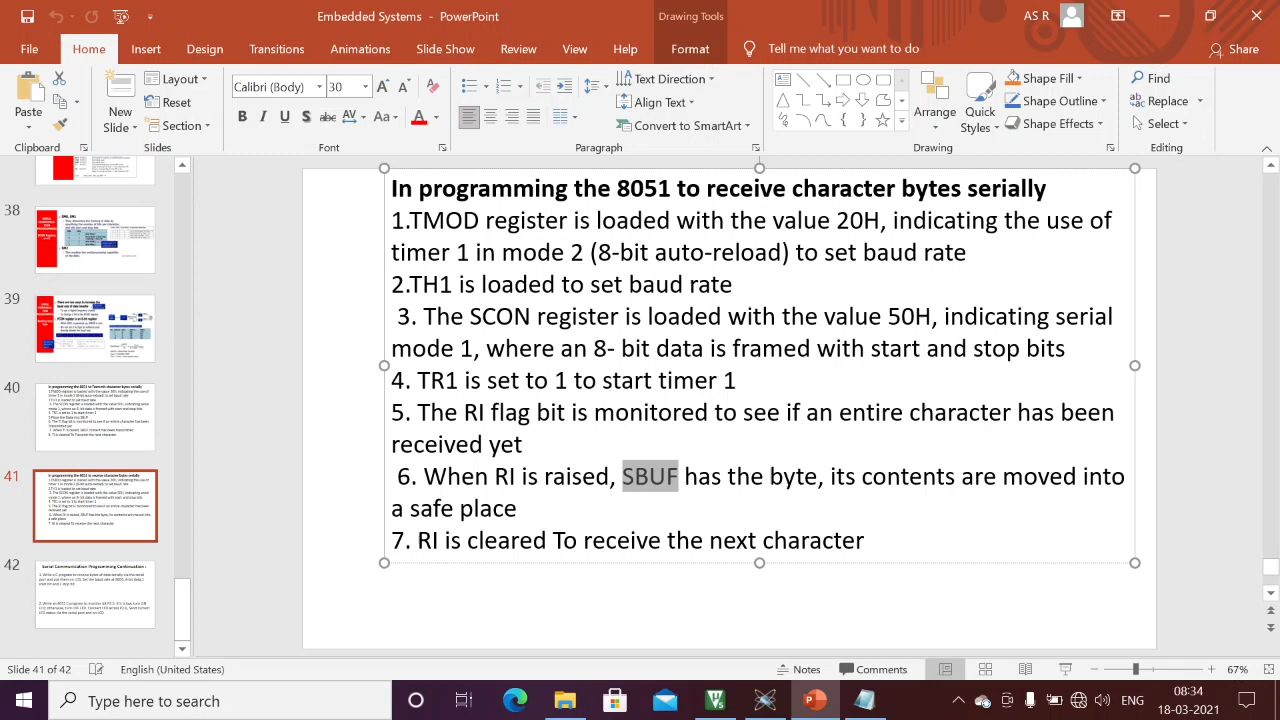 Embedded Systems - PowerPoint
Drawing Tools
AS R
File Home Insert Design Transitions Animations Slide Show Review View Help Format Tell me what you want to do Share
Paste
Clipboard
New Slide
Layout
Reset
Section
Slides
Calibri (Body) 30
B I U S abc AV Aa A
Font
Text Direction
Align Text
Convert to SmartArt
Paragraph
Arrange
Quick Styles
Shape Fill
Shape Outline
Shape Effects
Drawing
Find
Replace
Select
Editing
38
39
40
41
42
In programming the 8051 to receive character bytes serially
1.TMOD register is loaded with the value 20H, indicating the use of
timer 1 in mode 2 (8-bit auto-reload) to set baud rate
2.TH1 is loaded to set baud rate
3. The SCON register is loaded with the value 50H, indicating serial
mode 1, where an 8- bit data is framed with start and stop bits
4. TR1 is set to 1 to start timer 1
5. The RI flag bit is monitored to see if an entire character has been
received yet
6. When RI is raised, SBUF has the byte, its contents are moved into
a safe place
7. RI is cleared To receive the next character
Slide 41 of 42 English (United States) Notes Comments 67%
Type here to search
ENG
08:34
18-03-2021